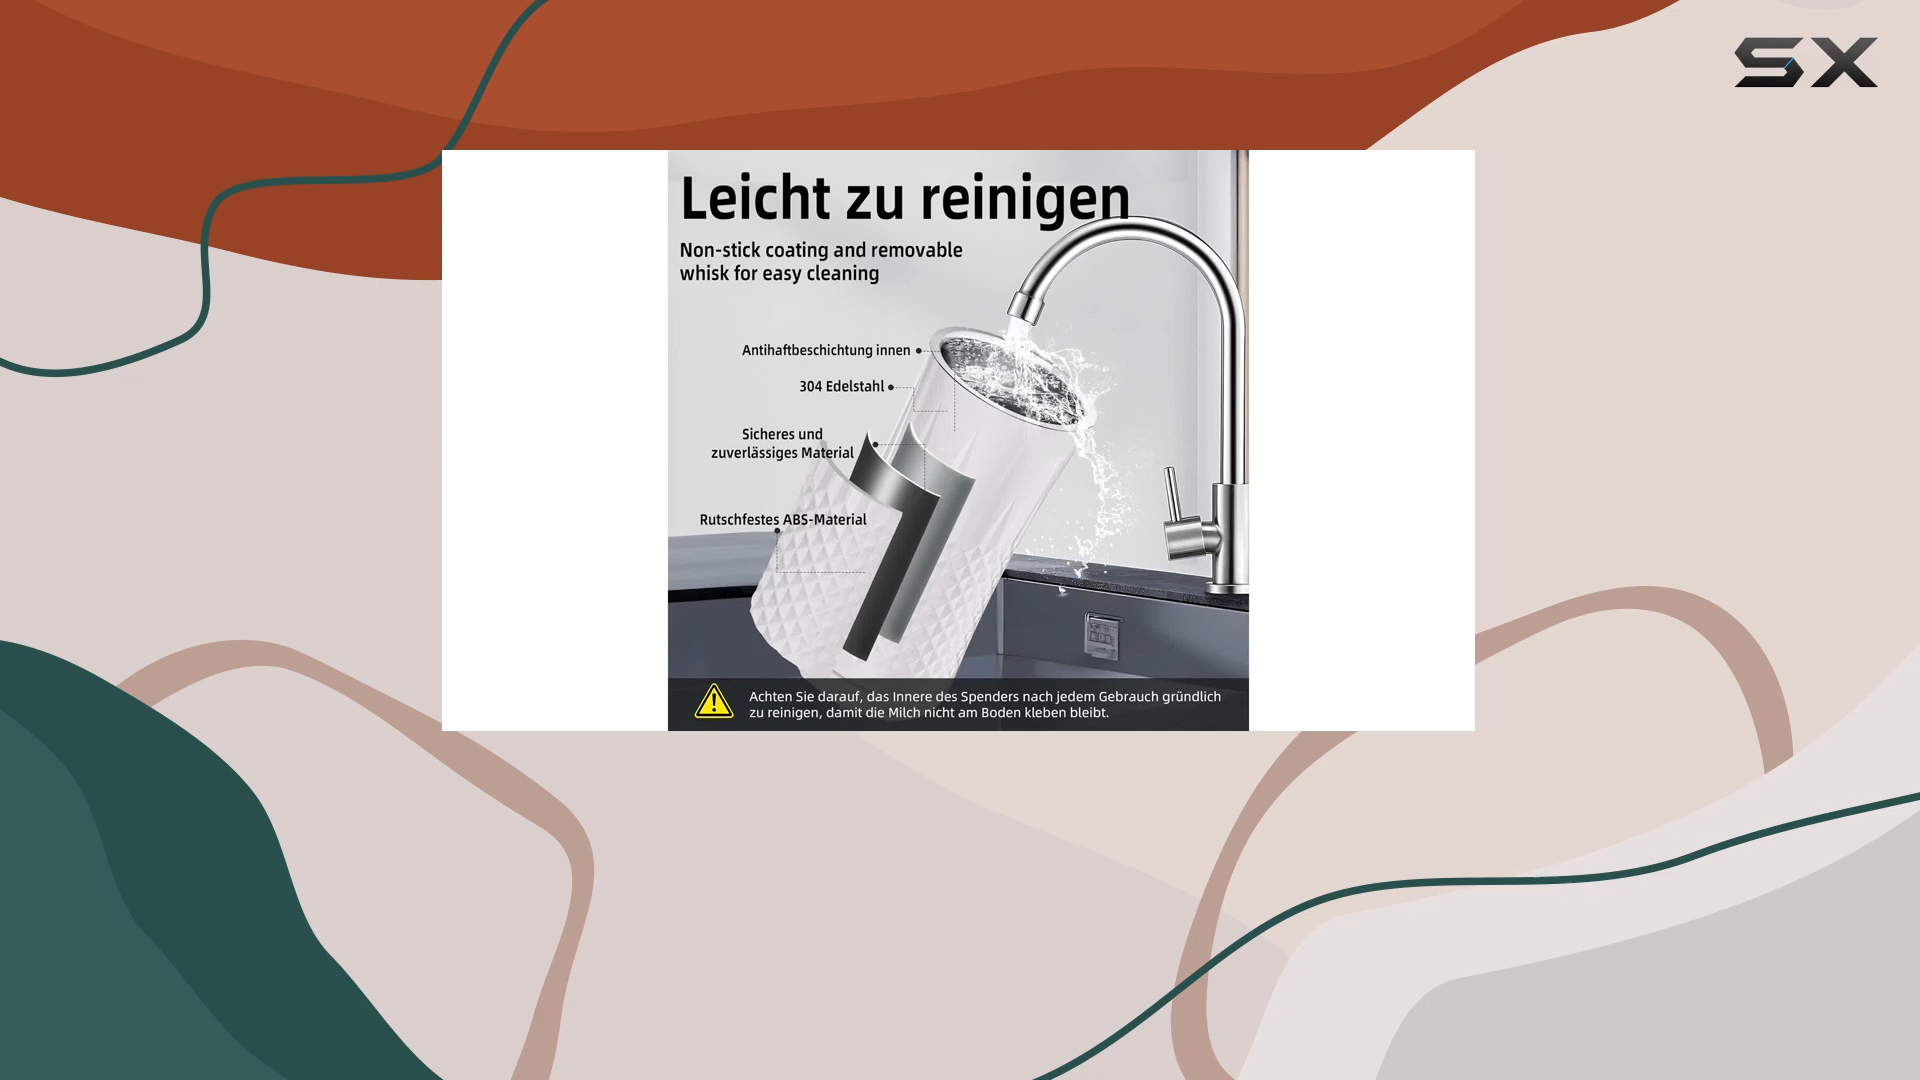 SX
Leicht zu reinigen
Non-stick coating and removable
whisk for easy cleaning
Antihaftbeschichtung innen
304 Edelstahl
Sicheres und
zuverlässiges Material
Rutschfestes ABS-Material
Achten Sie darauf, das Innere des Spenders nach jedem Gebrauch gründlich
zu reinigen, damit die Milch nicht am Boden kleben bleibt.